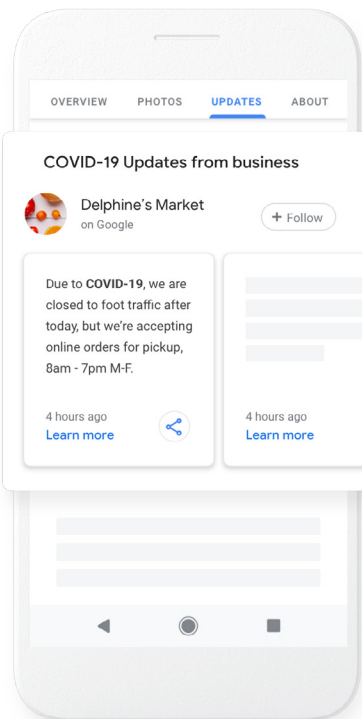 OVERVIEW PHOTOS UPDATES ABOUT
COVID-19 Updates from business
Delphine's Market
on Google
+ Follow
Due to COVID-19, we are
closed to foot traffic after
today, but we're accepting
online orders for pickup,
8am - 7pm M-F.
4 hours ago
Learn more
4 hours ago
Learn more